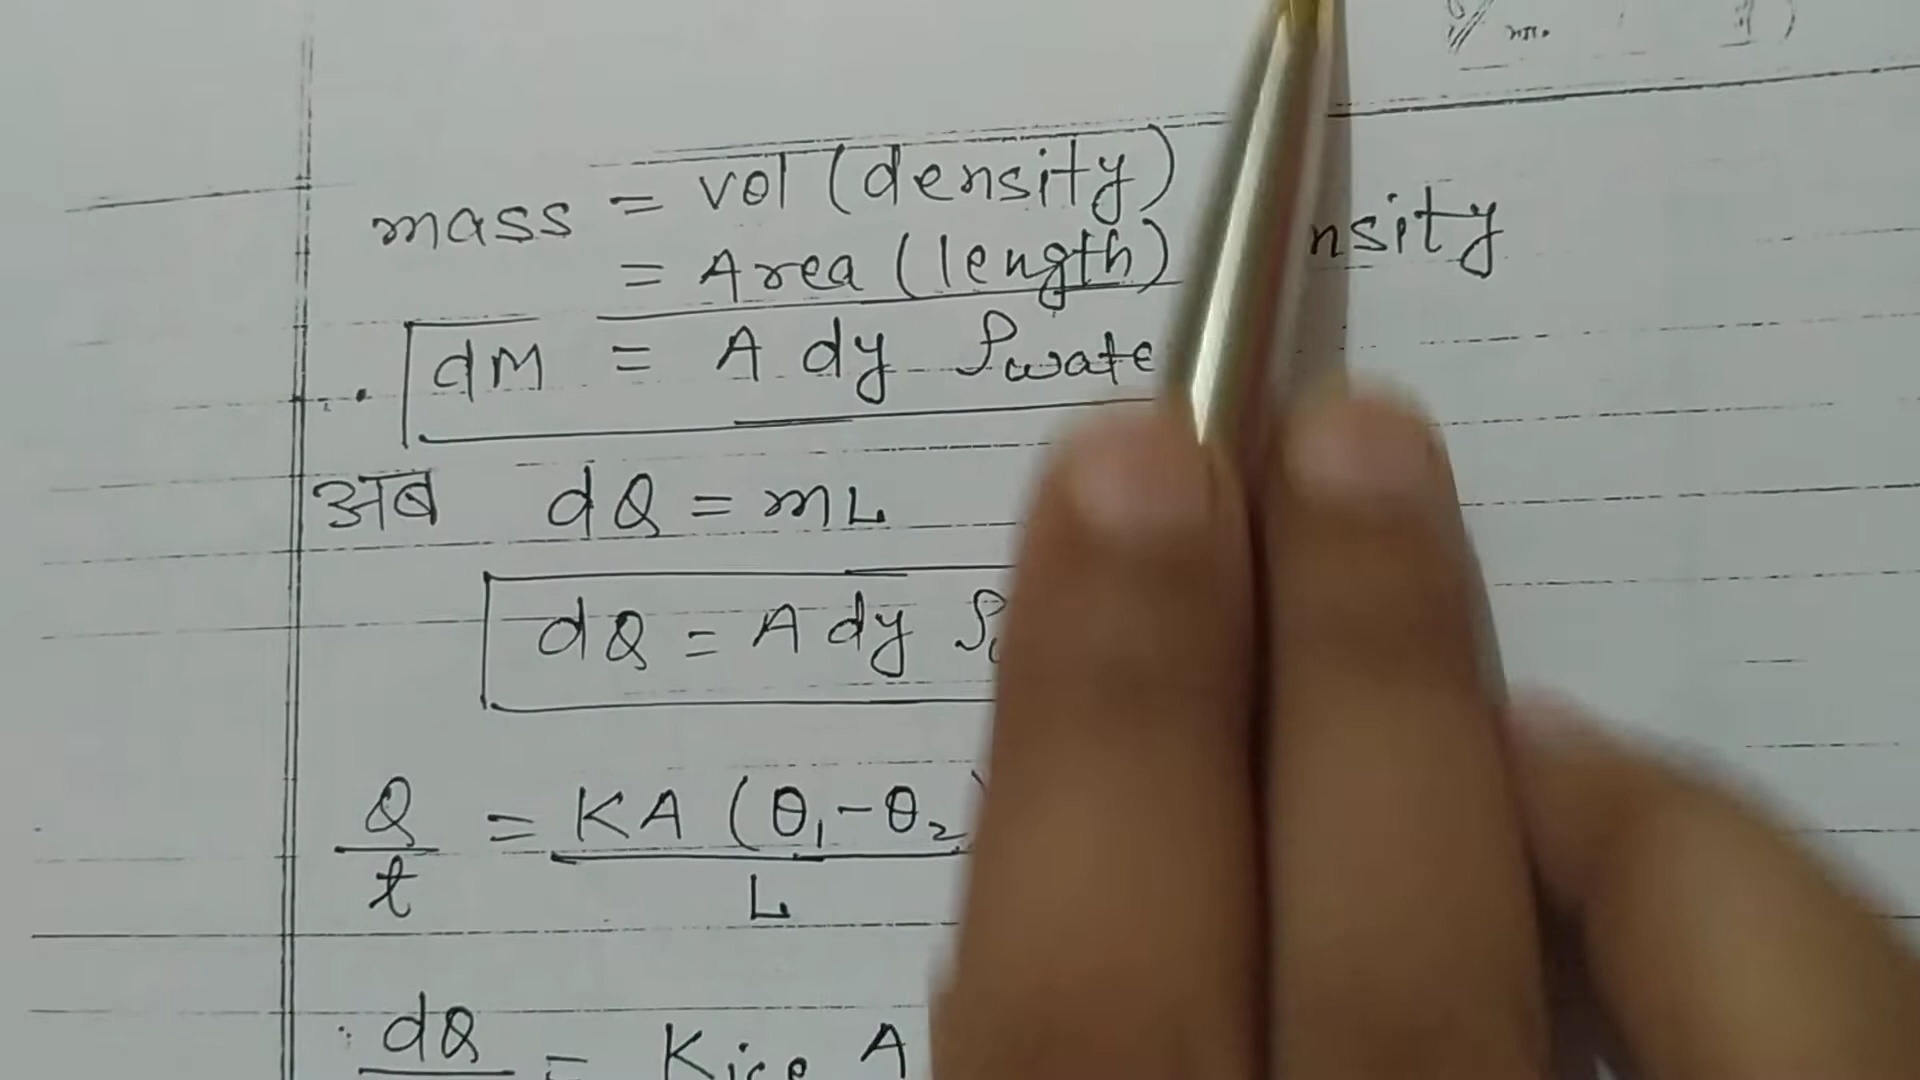 mass = vol (density)
= Area (length) nsity
∴ dM = A dy ρwate
अब dQ = mL
dQ = A dy ρ
Q/t = KA (θ₁-θ₂)/L
dQ = Kice A